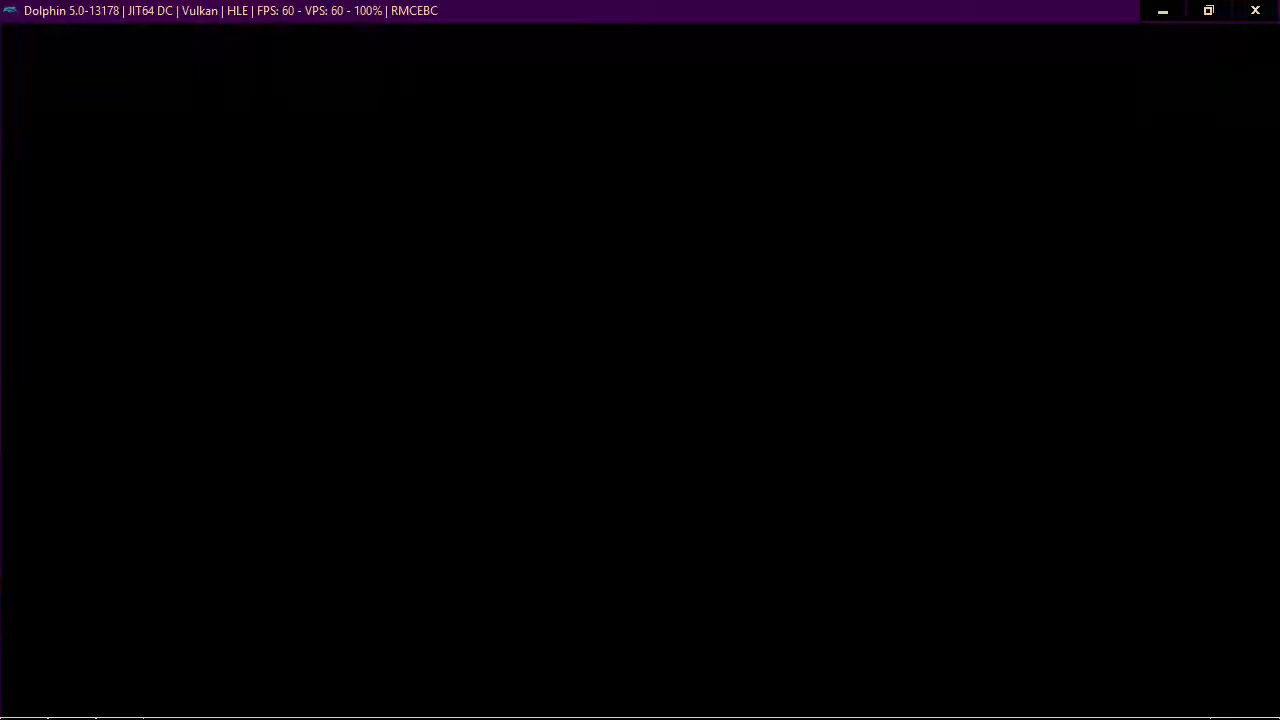 Dolphin 5.0-13178 | JIT64 DC | Vulkan | HLE | FPS: 60 - VPS: 60 - 100% | RMCEBC